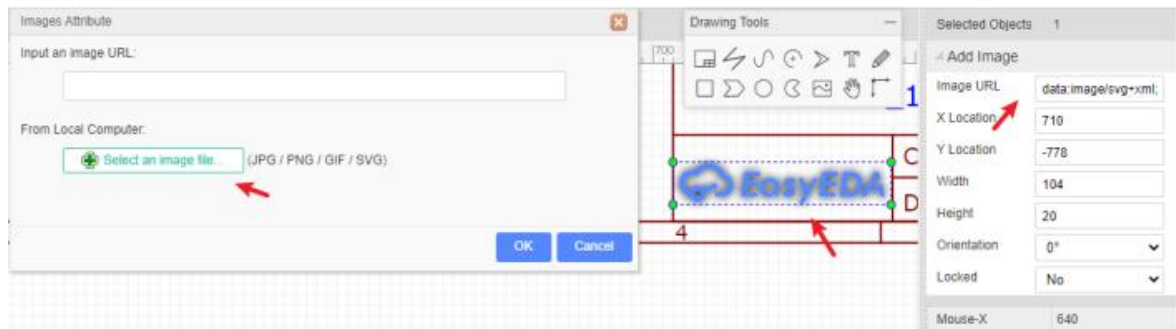 Images Attribute
Input an image URL:
From Local Computer:
Select an image file...
(JPG / PNG / GIF / SVG)
OK
Cancel
Drawing Tools
700
1
C
EasyEDA
D
4
Selected Objects 1
Add Image
Image URL data:image/svg+xml;
X Location 710
Y Location -778
Width 104
Height 20
Orientation 0°
Locked No
Mouse-X 640